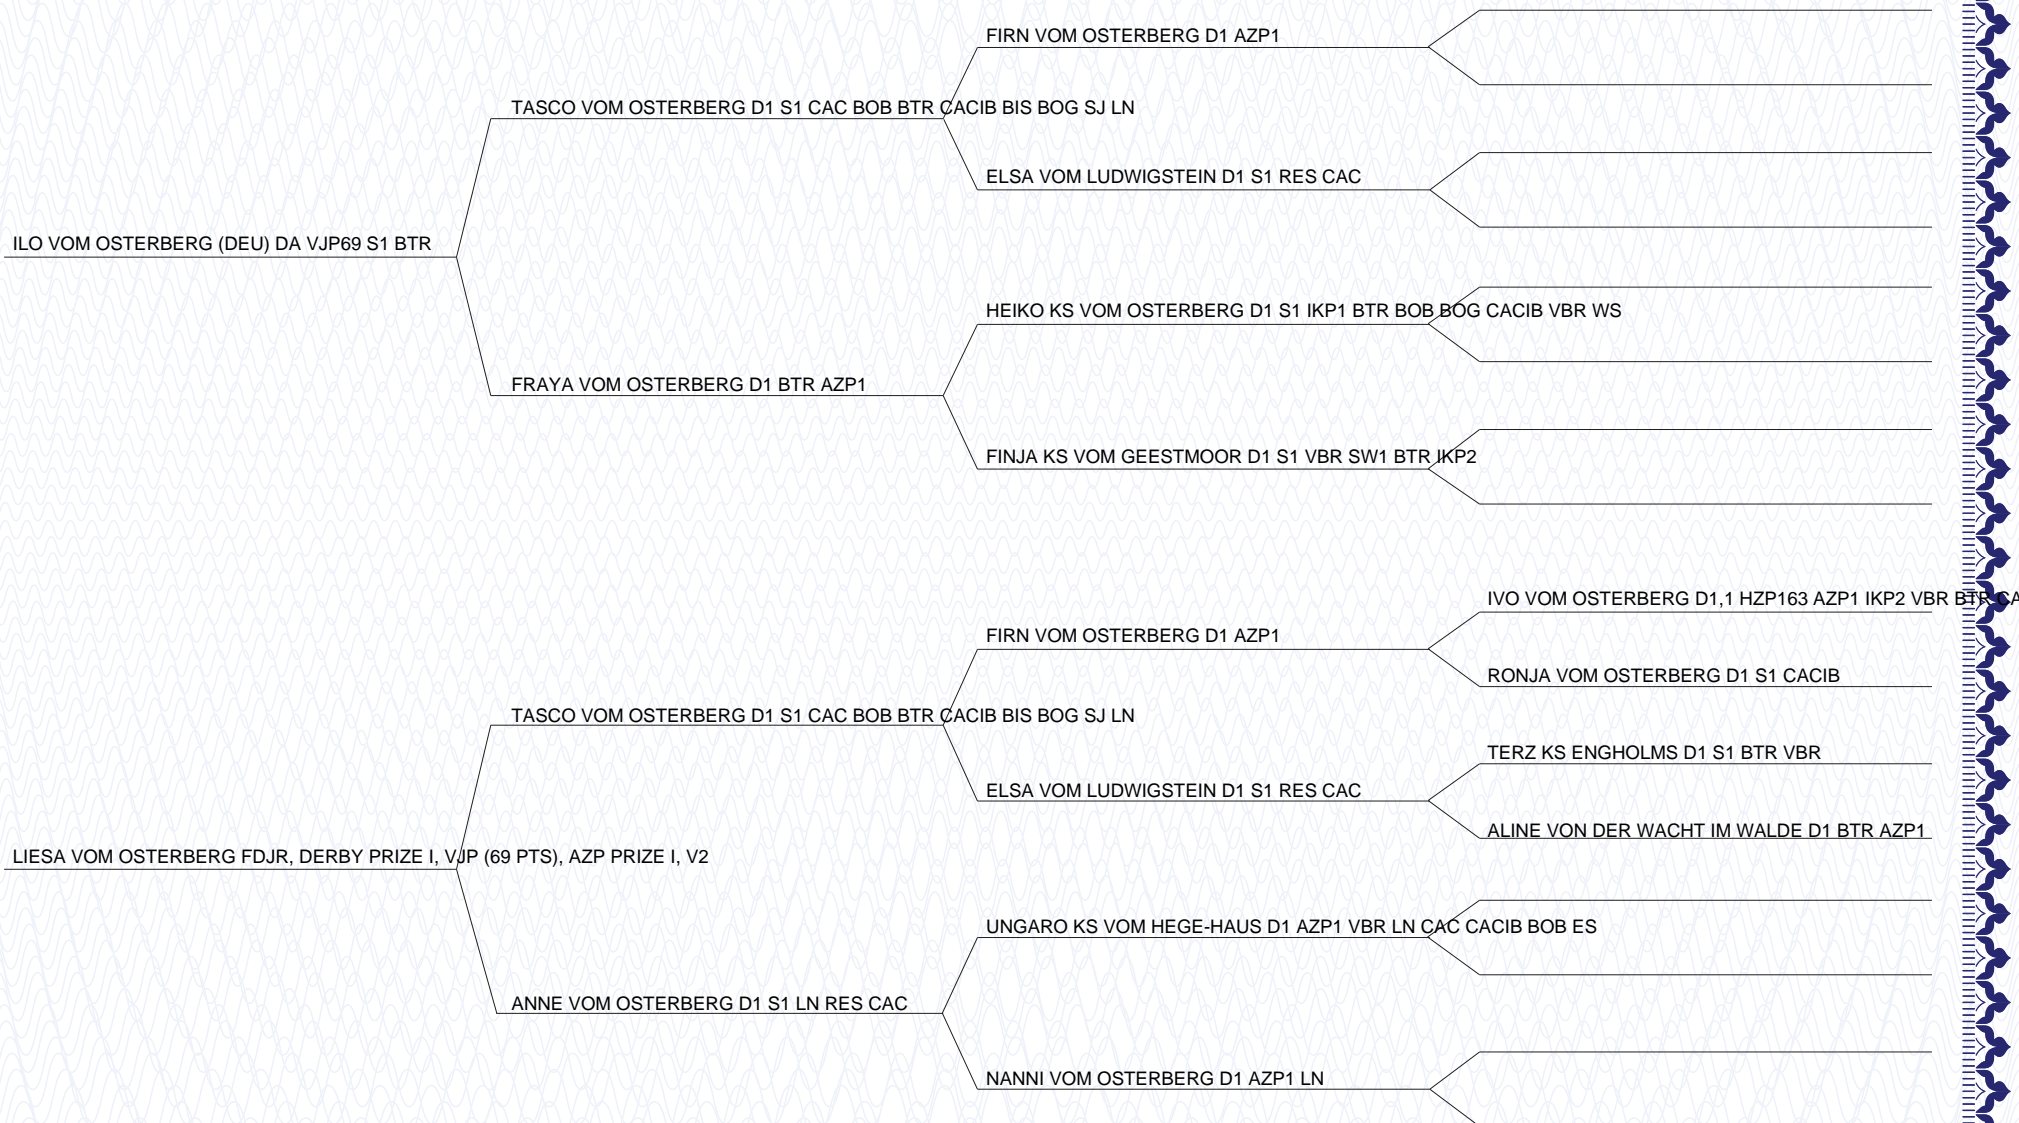 FIRN VOM OSTERBERG D1 AZP1
TASCO VOM OSTERBERG D1 S1 CAC BOB BTR CACIB BIS BOG SJ LN
ELSA VOM LUDWIGSTEIN D1 S1 RES CAC
ILO VOM OSTERBERG (DEU) DA VJP69 S1 BTR
HEIKO KS VOM OSTERBERG D1 S1 IKP1 BTR BOB BOG CACIB VBR WS
FRAYA VOM OSTERBERG D1 BTR AZP1
FINJA KS VOM GEESTMOOR D1 S1 VBR SW1 BTR IKP2
IVO VOM OSTERBERG D1,1 HZP163 AZP1 IKP2 VBR BTR CA
FIRN VOM OSTERBERG D1 AZP1
RONJA VOM OSTERBERG D1 S1 CACIB
TASCO VOM OSTERBERG D1 S1 CAC BOB BTR CACIB BIS BOG SJ LN
TERZ KS ENGHOLMS D1 S1 BTR VBR
ELSA VOM LUDWIGSTEIN D1 S1 RES CAC
ALINE VON DER WACHT IM WALDE D1 BTR AZP1
LIESA VOM OSTERBERG FDJR, DERBY PRIZE I, VJP (69 PTS), AZP PRIZE I, V2
UNGARO KS VOM HEGE-HAUS D1 AZP1 VBR LN CAC CACIB BOB ES
ANNE VOM OSTERBERG D1 S1 LN RES CAC
NANNI VOM OSTERBERG D1 AZP1 LN